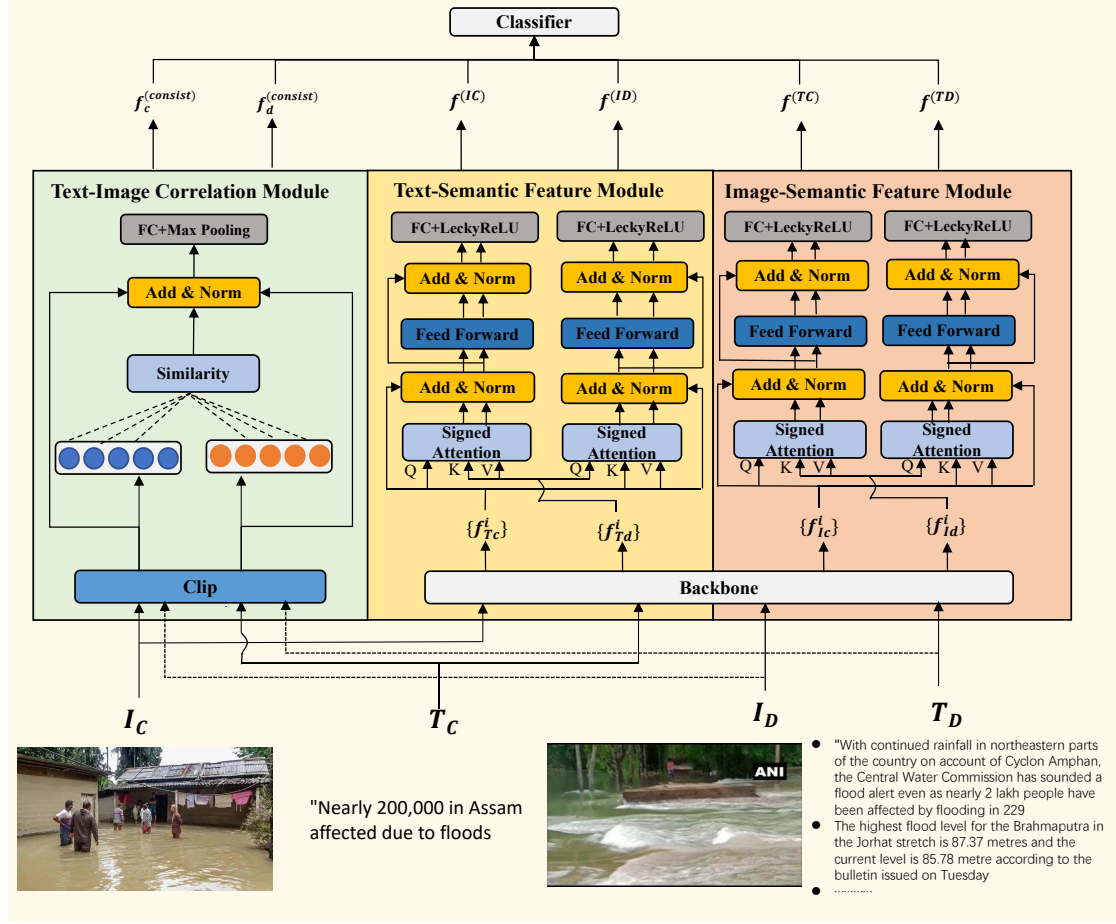 Classifier
f_c^(consist) f_d^(consist) f^(IC) f^(ID) f^(TC) f^(TD)
Text-Image Correlation Module
FC+Max Pooling
Add & Norm
Similarity
Clip
Text-Semantic Feature Module
FC+LeckyReLU FC+LeckyReLU
Add & Norm Add & Norm
Feed Forward Feed Forward
Add & Norm Add & Norm
Signed Attention Signed Attention
Q K V Q K V
{f_Tc^i} {f_Td^i}
Image-Semantic Feature Module
FC+LeckyReLU FC+LeckyReLU
Add & Norm Add & Norm
Feed Forward Feed Forward
Add & Norm Add & Norm
Signed Attention Signed Attention
Q K V Q K V
{f_Ic^i} {f_Id^i}
Backbone
I_C T_C I_D T_D
"Nearly 200,000 in Assam
affected due to floods
ANI
● "With continued rainfall in northeastern parts
of the country on account of Cyclon Amphan,
the Central Water Commission has sounded a
flood alert even as nearly 2 lakh people have
been affected by flooding in 229
● The highest flood level for the Brahmaputra in
the Jorhat stretch is 87.37 metres and the
current level is 85.78 metre according to the
bulletin issued on Tuesday
● ...........